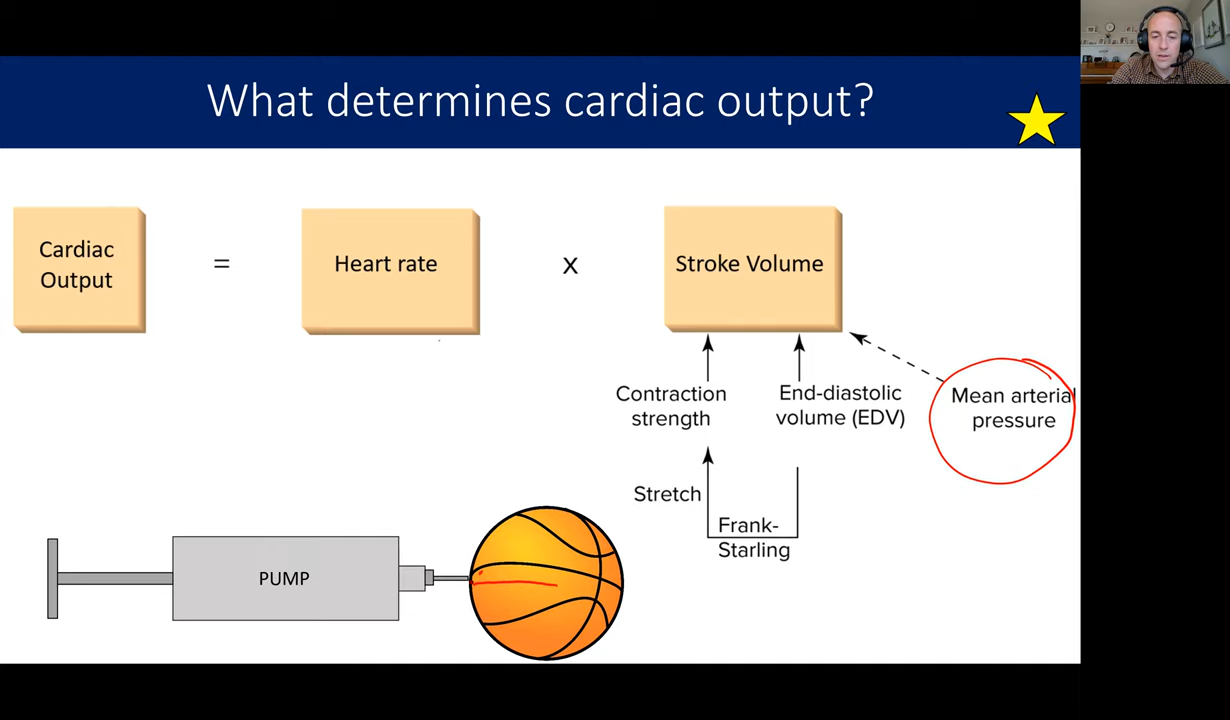 What determines cardiac output?
Cardiac
Output
=
Heart rate
x
Stroke Volume
Contraction
strength
End-diastolic
volume (EDV)
Mean arterial
pressure
Stretch
Frank-
Starling
PUMP